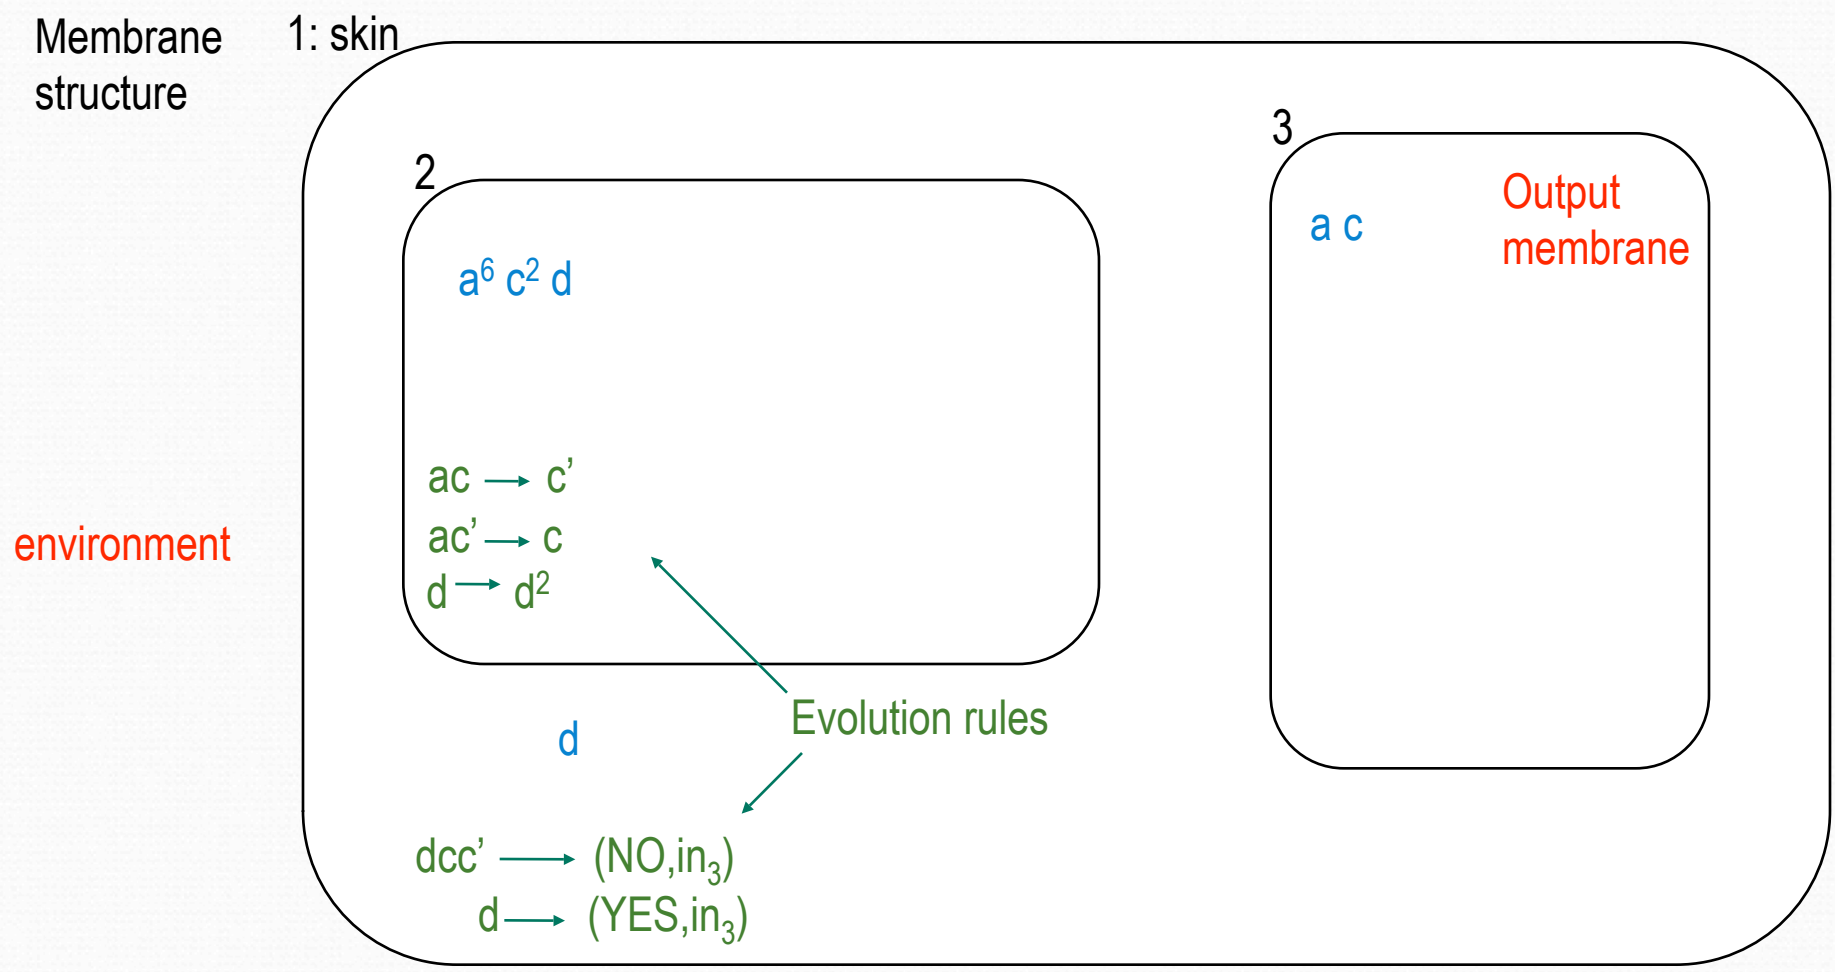 Membrane
structure
1: skin
2
3
a⁶ c² d
a c
Output
membrane
ac → c’
ac’ → c
d → d²
environment
Evolution rules
d
dcc’ → (NO,in₃)
d → (YES,in₃)